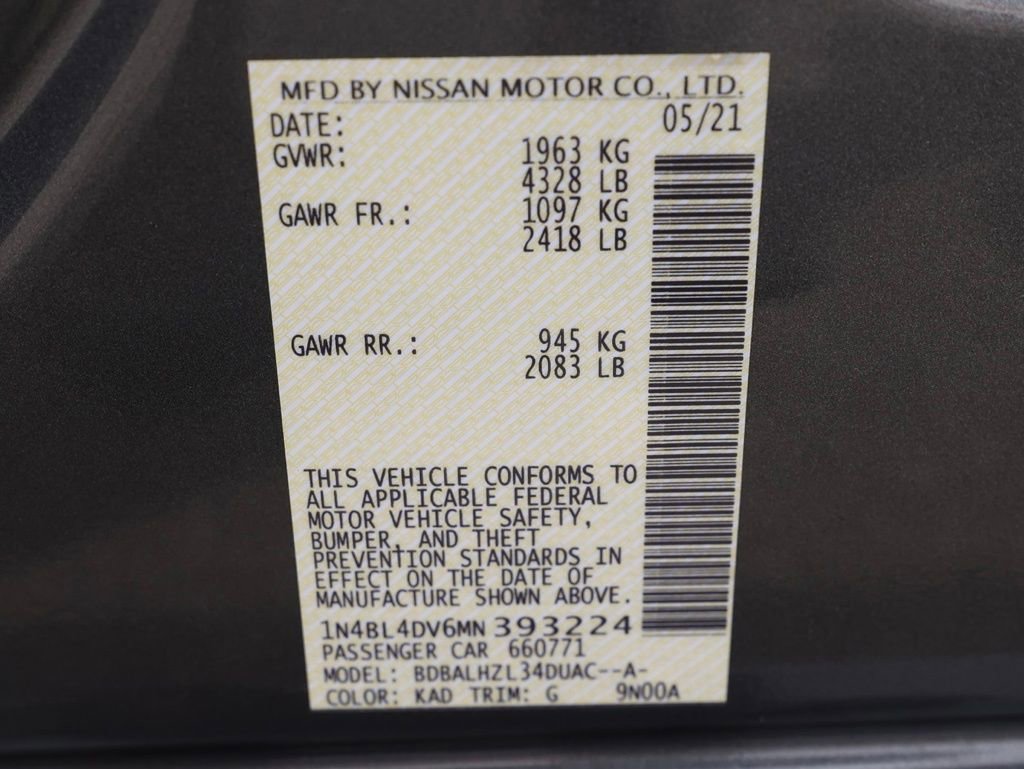 MFD BY NISSAN MOTOR CO., LTD.
DATE: 05/21
GVWR: 1963 KG
4328 LB
GAWR FR.: 1097 KG
2418 LB
GAWR RR.: 945 KG
2083 LB
THIS VEHICLE CONFORMS TO
ALL APPLICABLE FEDERAL
MOTOR VEHICLE SAFETY,
BUMPER, AND THEFT
PREVENTION STANDARDS IN
EFFECT ON THE DATE OF
MANUFACTURE SHOWN ABOVE.
1N4BL4DV6MN 393224
PASSENGER CAR 660771
MODEL: BDBALHZL34DUAC--A-
COLOR: KAD TRIM: G 9N00A